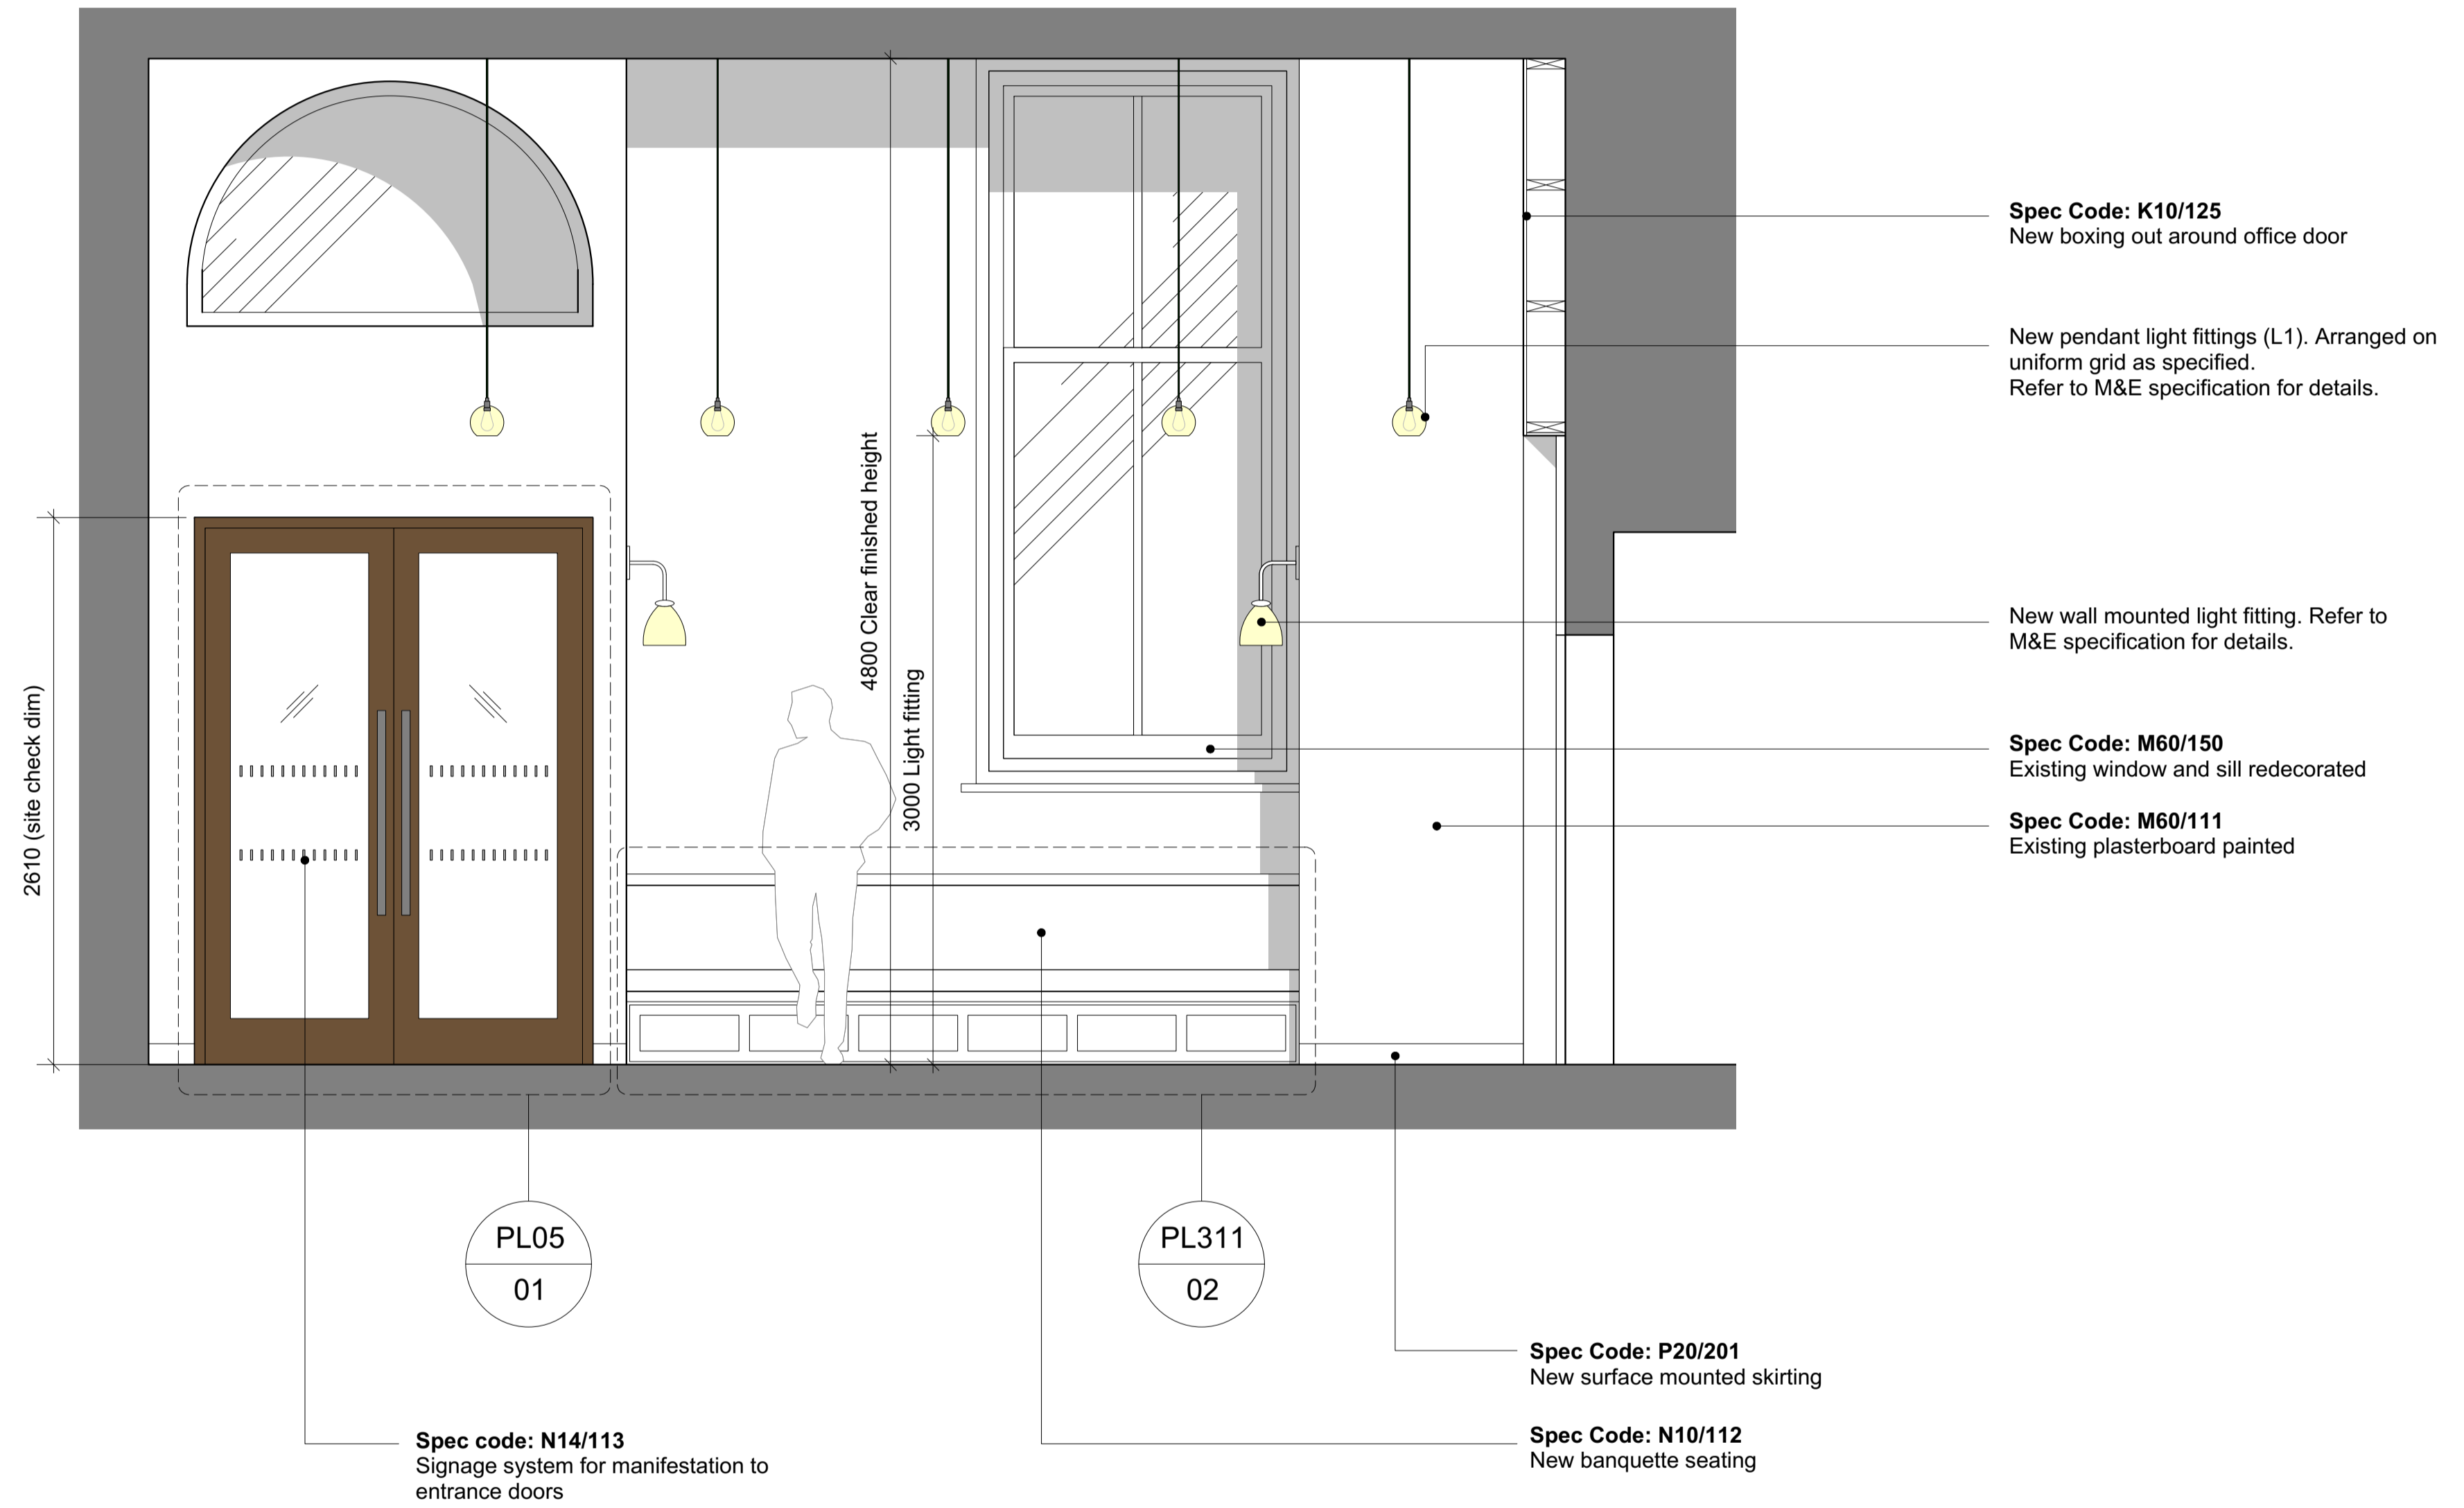 Spec Code: K10/125
New boxing out around office door
New pendant light fittings (L1). Arranged on
uniform grid as specified.
Refer to M&E specification for details.
4800 Clear finished height
3000 Light fitting
2610 (site check dim)
New wall mounted light fitting. Refer to
M&E specification for details.
Spec Code: M60/150
Existing window and sill redecorated
Spec Code: M60/111
Existing plasterboard painted
PL05
01
PL311
02
Spec Code: P20/201
New surface mounted skirting
Spec Code: N10/112
New banquette seating
Spec code: N14/113
Signage system for manifestation to
entrance doors